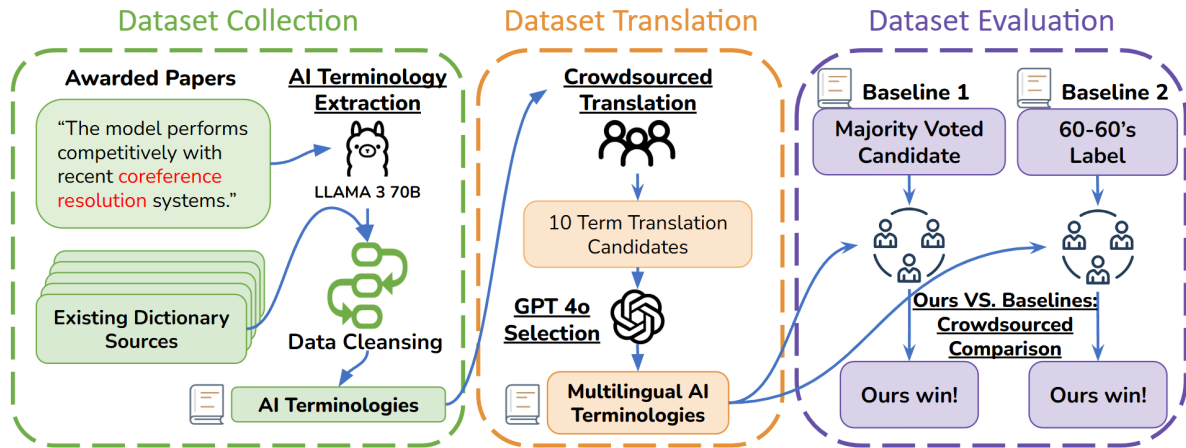 Dataset Collection
Awarded Papers
“The model performs
competitively with
recent coreference
resolution systems.”
AI Terminology
Extraction
LLAMA 3 70B
Existing Dictionary
Sources
Data Cleansing
AI Terminologies
Dataset Translation
Crowdsourced
Translation
10 Term Translation
Candidates
GPT 4o
Selection
Multilingual AI
Terminologies
Dataset Evaluation
Baseline 1
Majority Voted
Candidate
Baseline 2
60-60’s
Label
Ours VS. Baselines:
Crowdsourced
Comparison
Ours win!
Ours win!